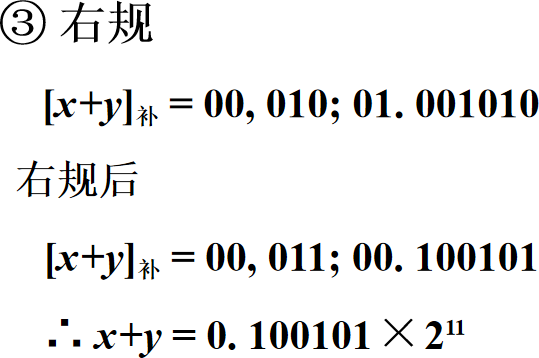 ③ 右规
[x+y]补 = 00, 010; 01. 001010
右规后
[x+y]补 = 00, 011; 00. 100101
∴ x+y = 0. 100101 × 2¹¹